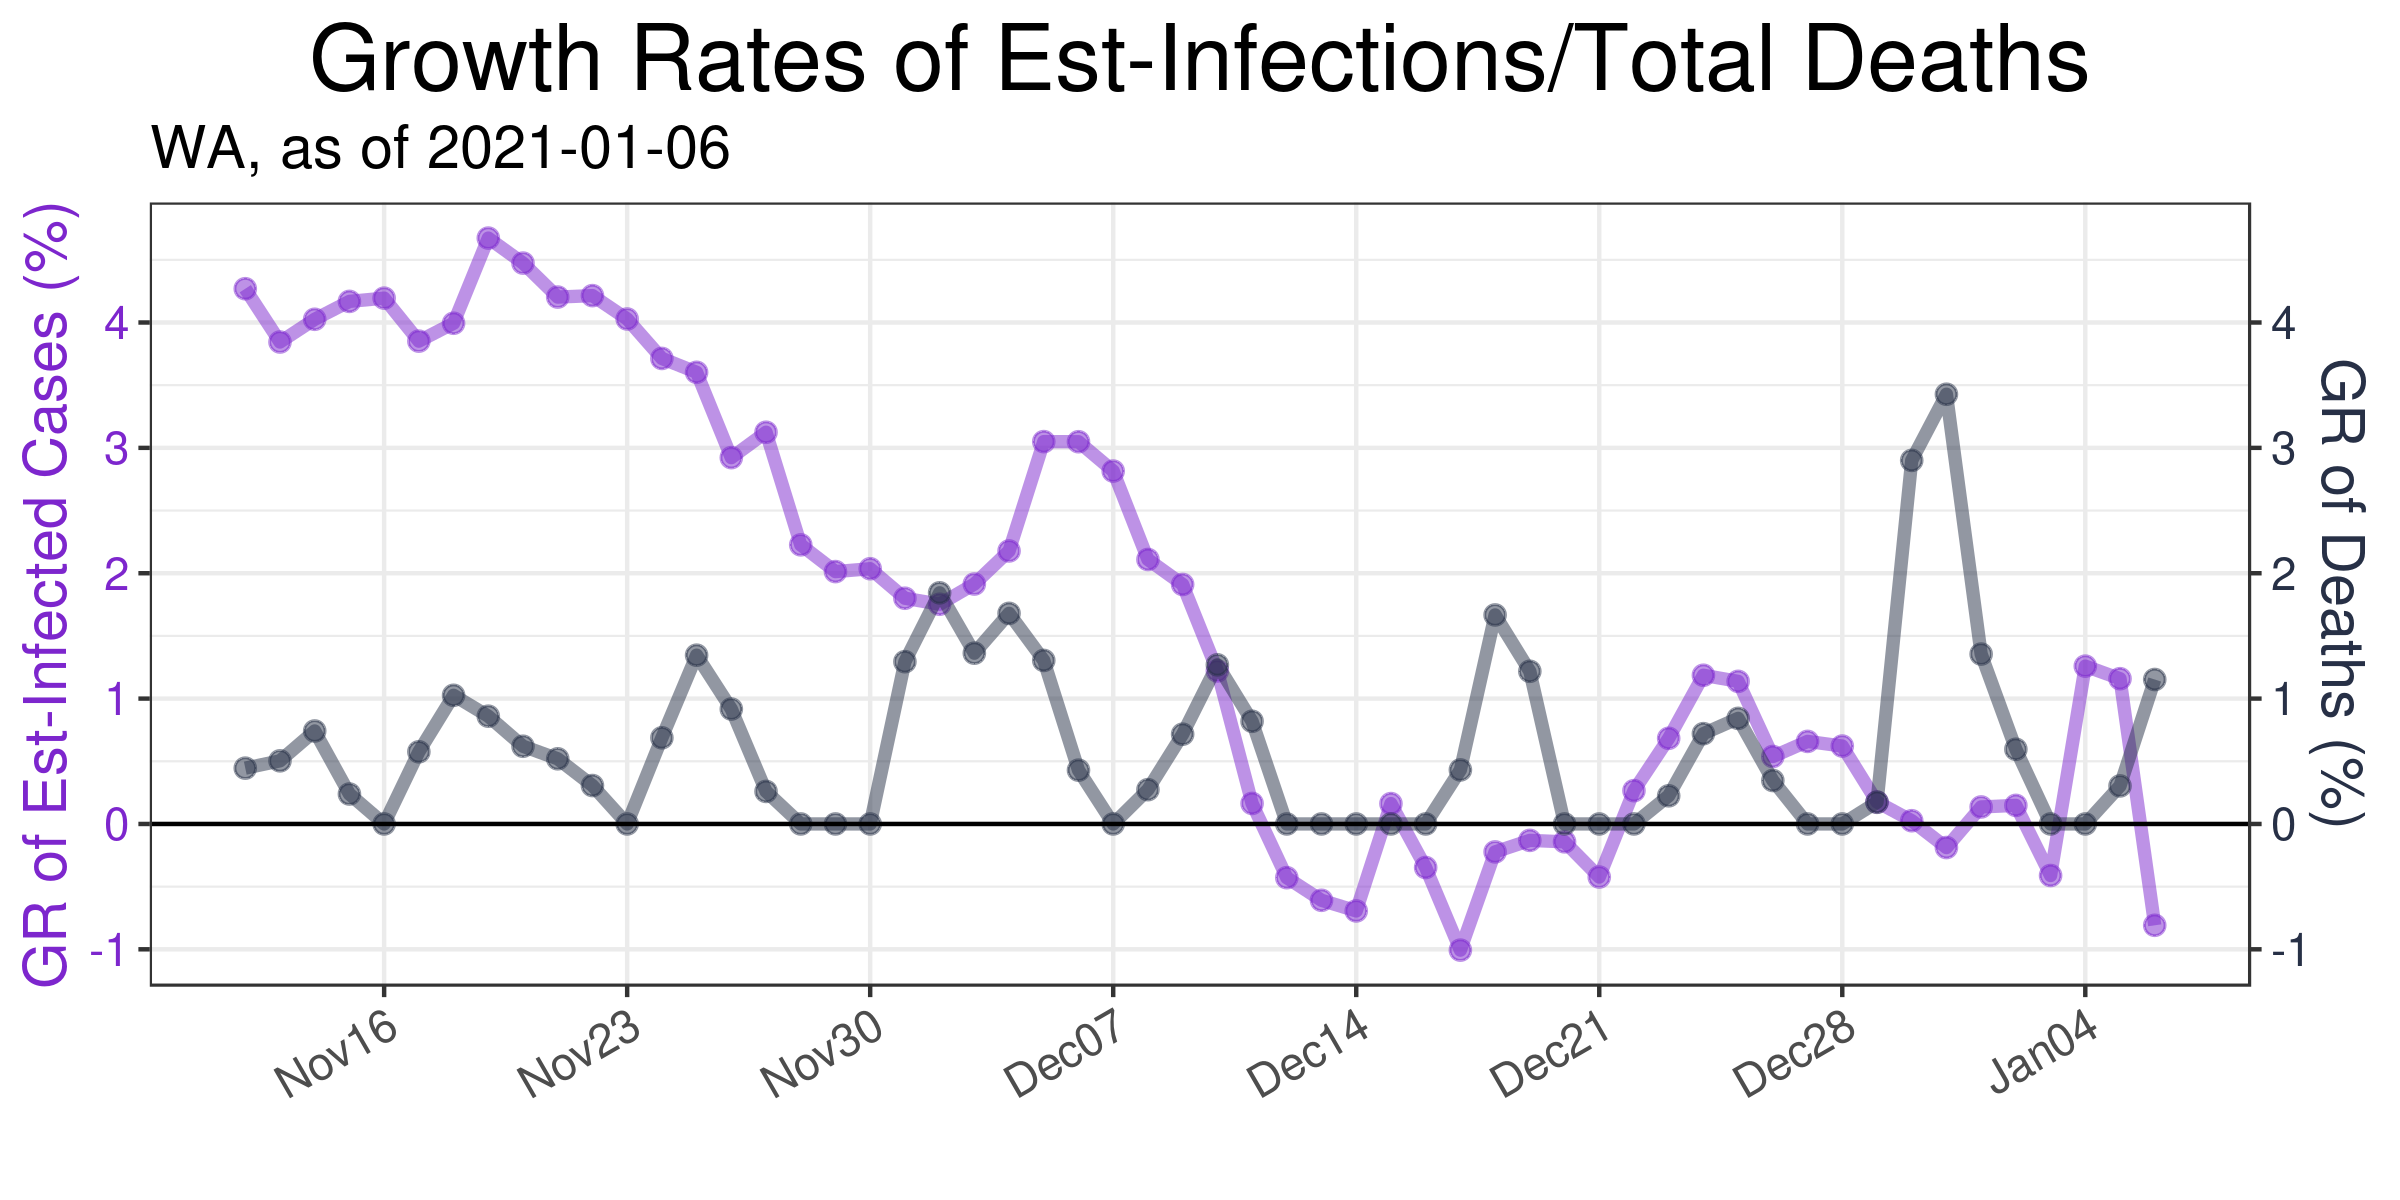 Growth Rates of Est-Infections/Total Deaths
WA, as of 2021-01-06
GR of Est-Infected Cases (%)
4
3
2
1
0
-1
4
3
2
1
0
-1
GR of Deaths (%)
Nov16
Nov23
Nov30
Dec07
Dec14
Dec21
Dec28
Jan04